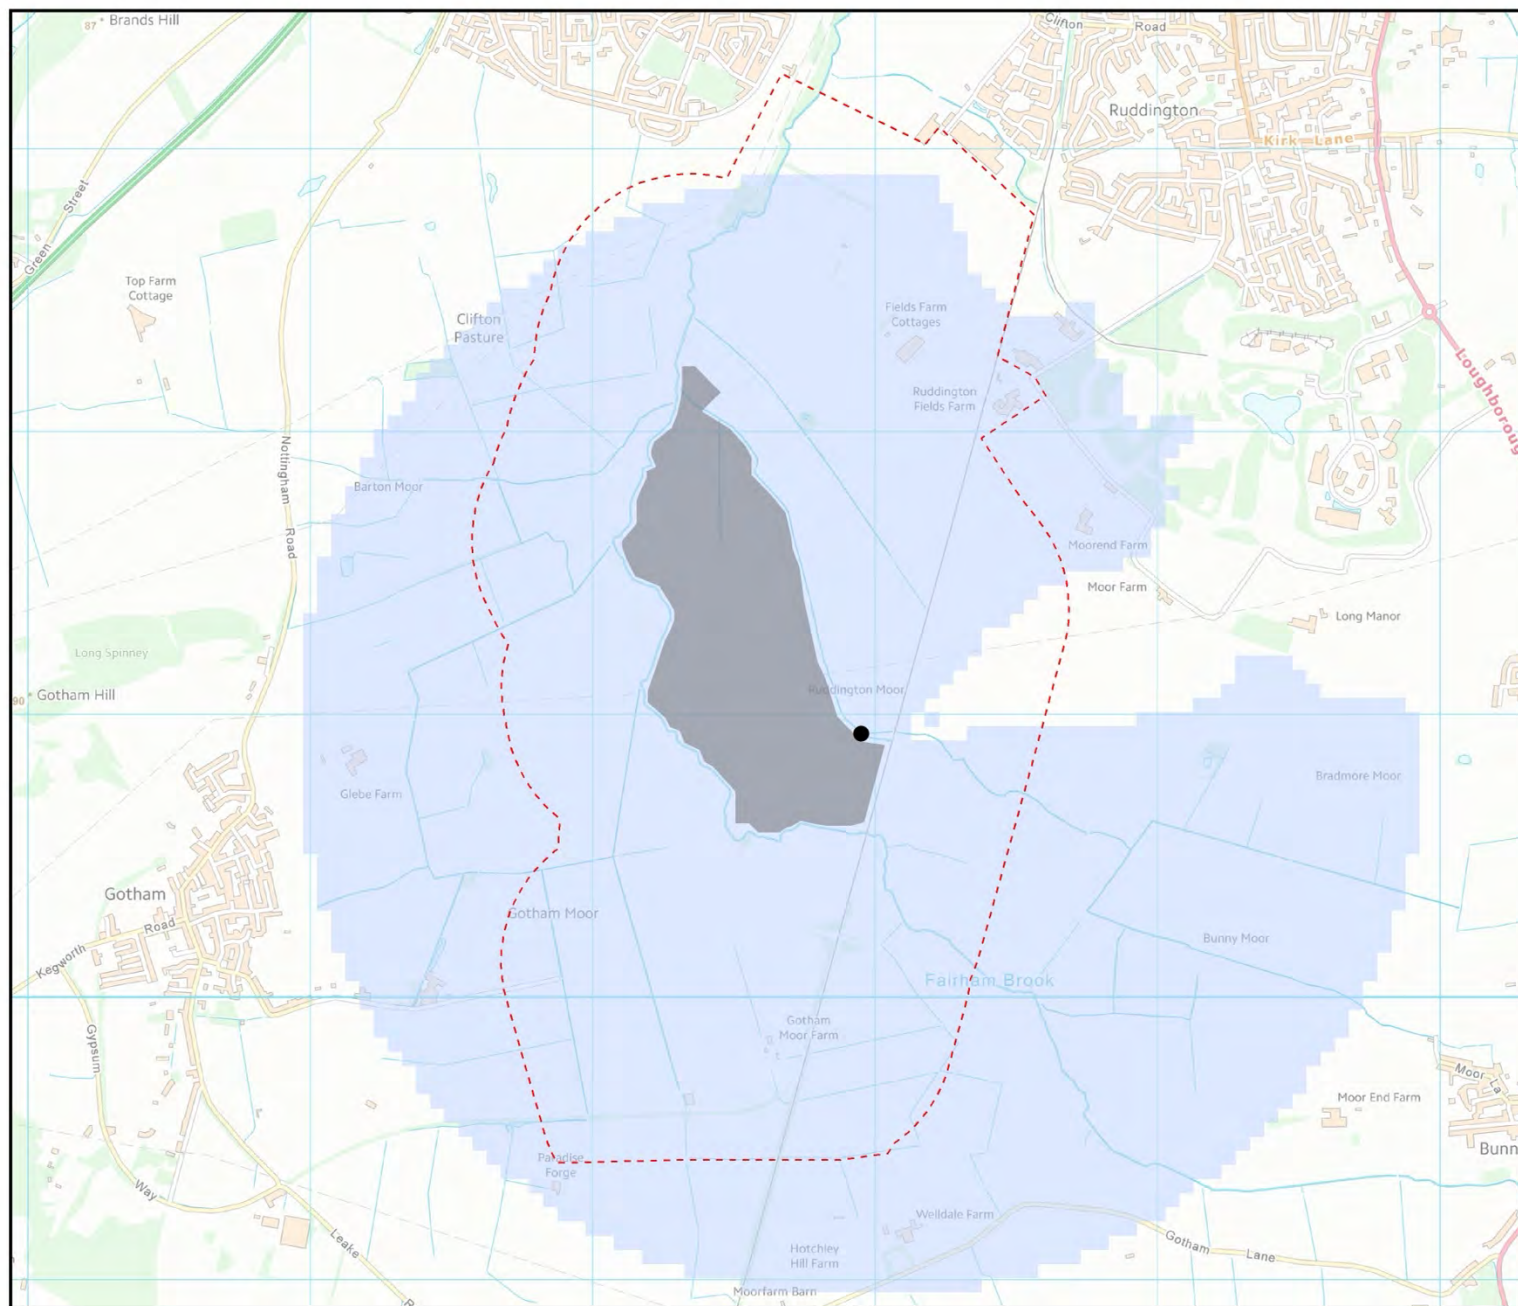 87 • Brands Hill
Clifton
Road
Ruddington
Kirk Lane
Green
Street
Top Farm
Cottage
Clifton
Pasture
Fields Farm
Cottages
Loughboroug
Ruddington
Fields Farm
Nottingham
Road
Barton Moor
Moorend Farm
Moor Farm
Long Manor
Long Spinney
90 • Gotham Hill
Ruddington Moor
Glebe Farm
Bradmore Moor
Gotham
Kegworth
Road
Gotham Moor
Bunny Moor
Fairham Brook
Gotham
Moor Farm
Gypsum
Way
Moor La
Moor End Farm
Bunn
Paradise
Forge
Leake
R
Welldale Farm
Gotham
Lane
Hotchley
Hill Farm
Moorfarm Barn